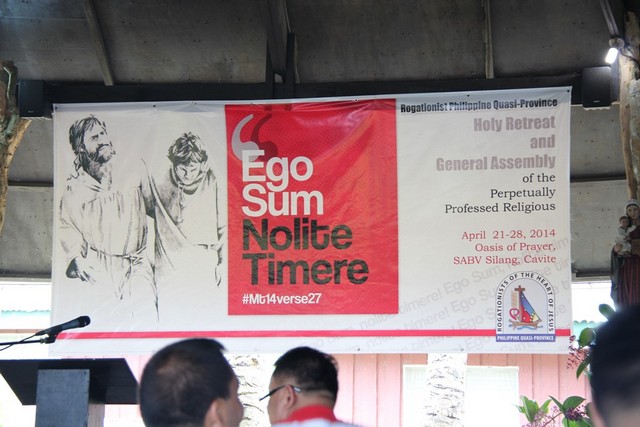 Ego
Sum
Nolite
Timere
#Mt14verse27
Rogationist Philippine Quasi-Province
Holy Retreat
and
General Assembly
of the
Perpetually
Professed Religious
April 21-28, 2014
Oasis of Prayer,
SABV Silang, Cavite
ROGATIONISTS OF THE HEART OF JESUS
PHILIPPINE QUASI-PROVINCE